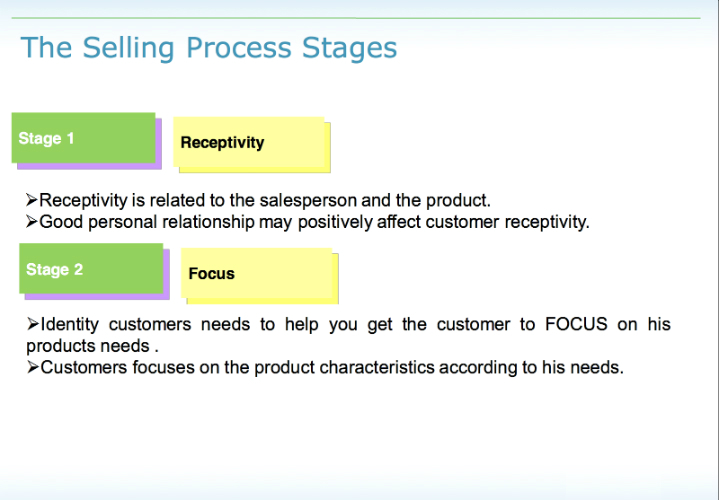 The Selling Process Stages
Stage 1
Receptivity
➢Receptivity is related to the salesperson and the product.
➢Good personal relationship may positively affect customer receptivity.
Stage 2
Focus
➢Identity customers needs to help you get the customer to FOCUS on his
products needs .
➢Customers focuses on the product characteristics according to his needs.